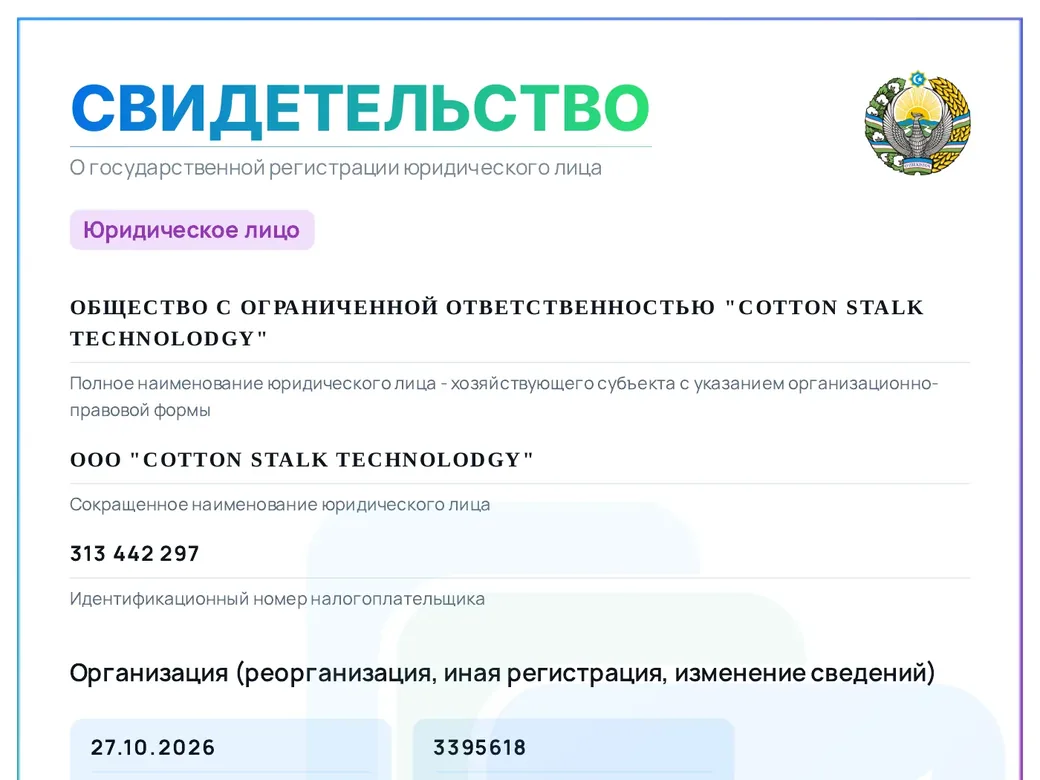 СВИДЕТЕЛЬСТВО
О государственной регистрации юридического лица
Юридическое лицо
ОБЩЕСТВО С ОГРАНИЧЕННОЙ ОТВЕТСТВЕННОСТЬЮ "COTTON STALK
TECHNOLODGY"
Полное наименование юридического лица - хозяйствующего субъекта с указанием организационно-
правовой формы
ООО "COTTON STALK TECHNOLODGY"
Сокращенное наименование юридического лица
313 442 297
Идентификационный номер налогоплательщика
Организация (реорганизация, иная регистрация, изменение сведений)
27.10.2026 3395618